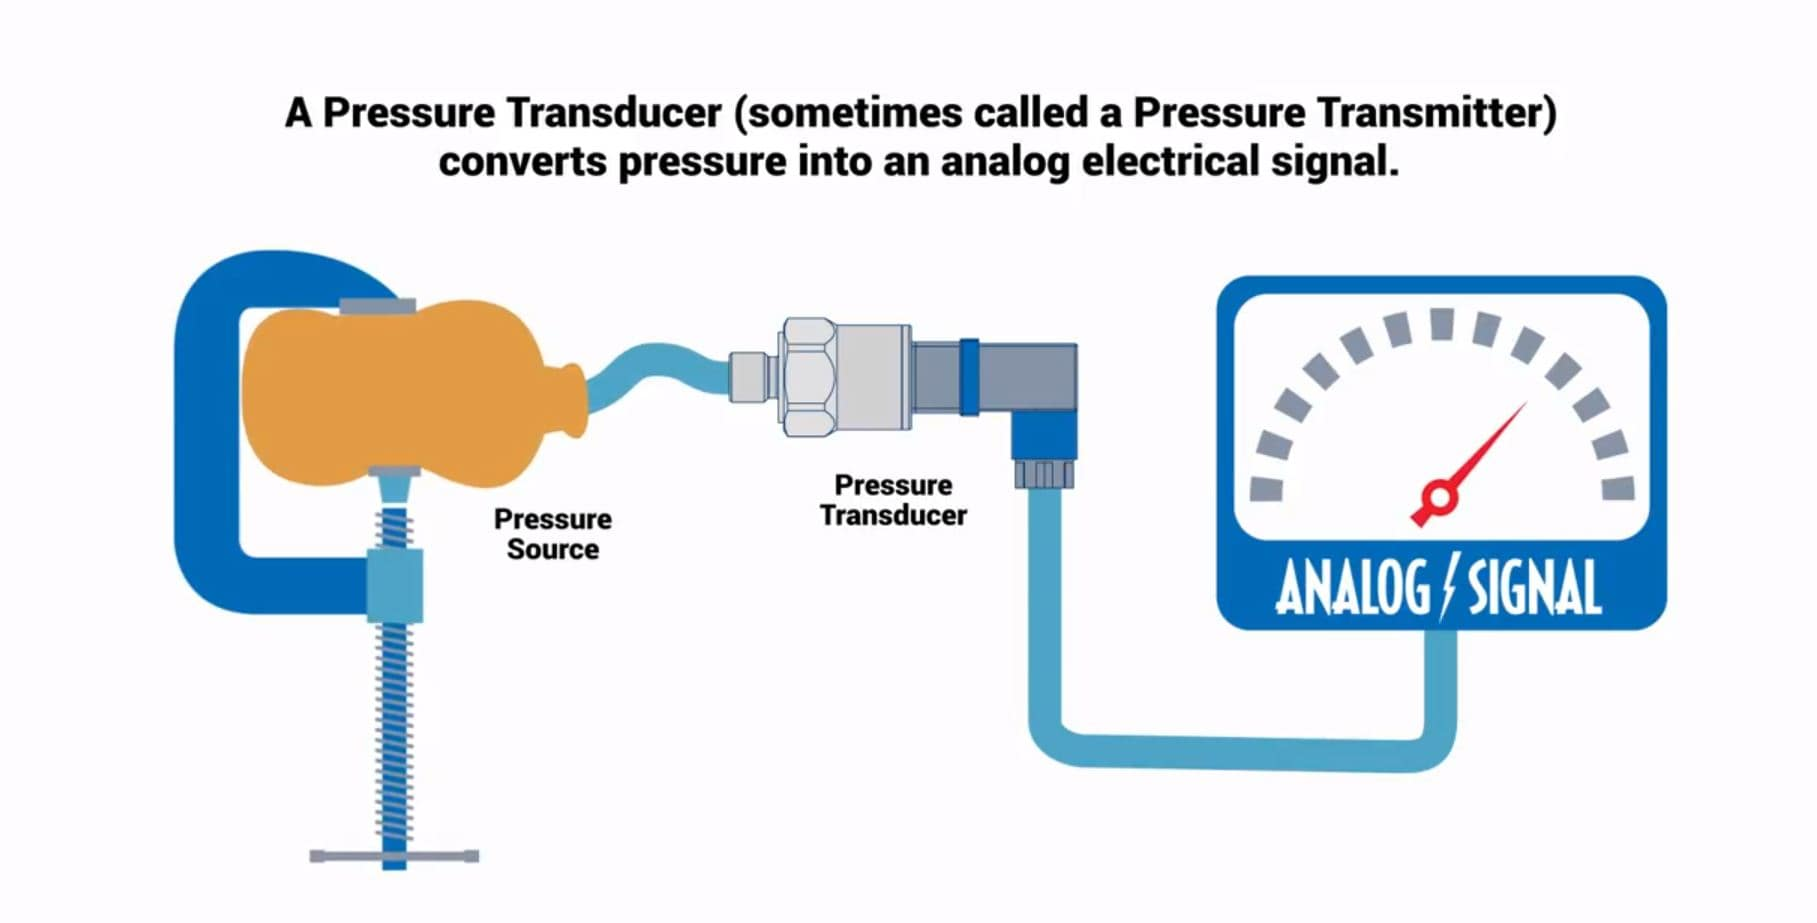 A Pressure Transducer (sometimes called a Pressure Transmitter)
converts pressure into an analog electrical signal.
Pressure
Source
Pressure
Transducer
ANALOG SIGNAL